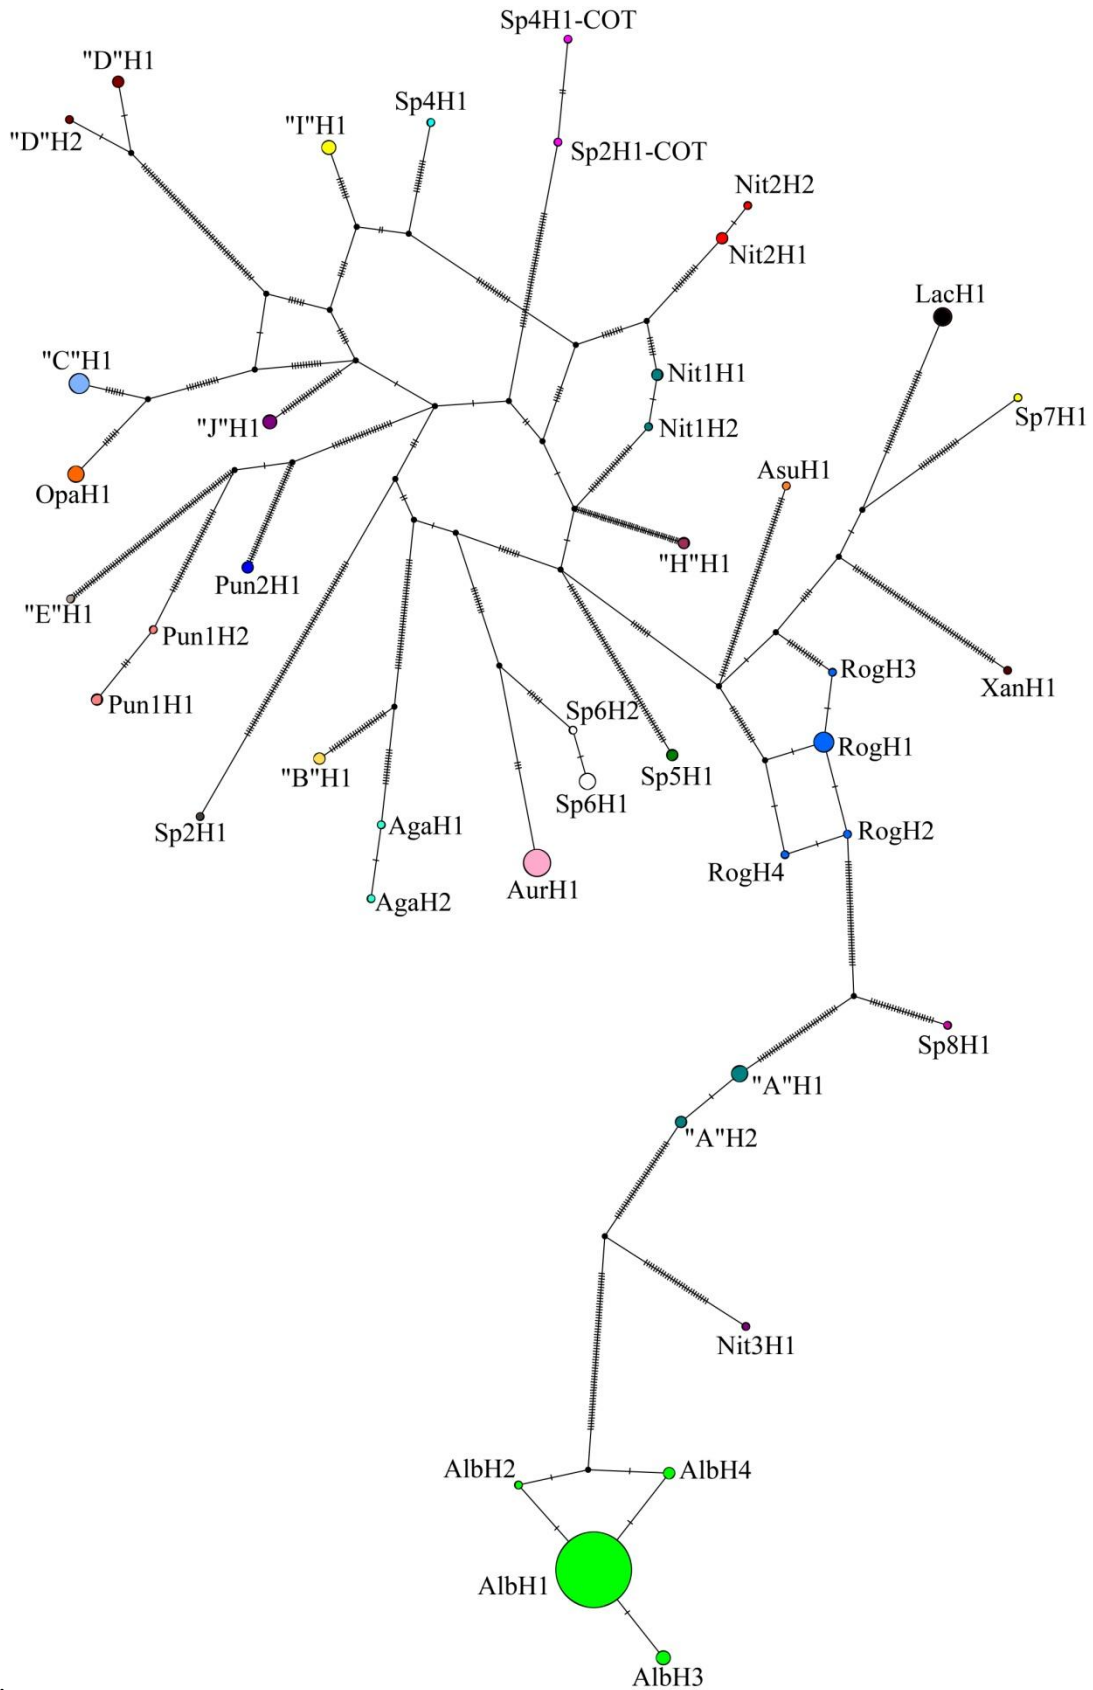 Sp4H1-COT
"D"H1
Sp4H1
"I"H1
"D"H2
Sp2H1-COT
Nit2H2
Nit2H1
LacH1
"C"H1
Nit1H1
Sp7H1
"J"H1
Nit1H2
AsuH1
OpaH1
"H"H1
Pun2H1
"E"H1
Pun1H2
RogH3
XanH1
Pun1H1
Sp6H2
RogH1
"B"H1
Sp5H1
Sp6H1
Sp2H1
AgaH1
RogH2
RogH4
AurH1
AgaH2
Sp8H1
"A"H1
"A"H2
Nit3H1
AlbH2
AlbH4
AlbH1
AlbH3